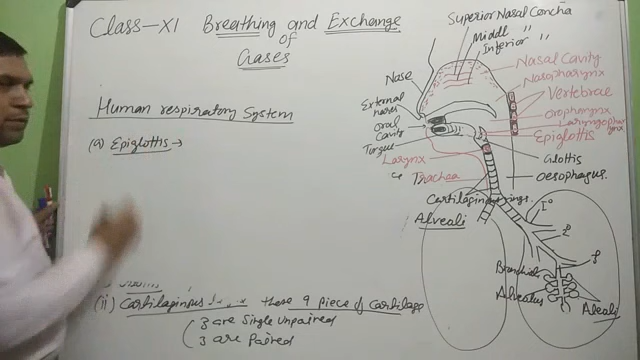 Class-XI Breathing and Exchange
of
Gases
Human respiratory System
(a) Epiglottis →
(ii) Cartilaginous these 9 piece of cartilage
3 are Single Unpaired
3 are Paired
Superior Nasal Concha
Middle "
Inferior "
Nasal Cavity
Nasopharynx
Vertebrae
Oropharynx
Laryngopharynx
Epiglottis
Glottis
Oesophagus.
Nose
External
nares
Oral
Cavity
Tongue
Larynx
Trachea
Cartilaginous rings.
Alveali
1°
2
3
Bronchiole
Alveolus
Aleali